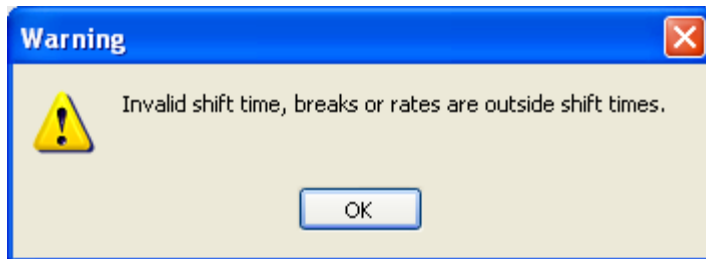 Warning
Invalid shift time, breaks or rates are outside shift times.
OK